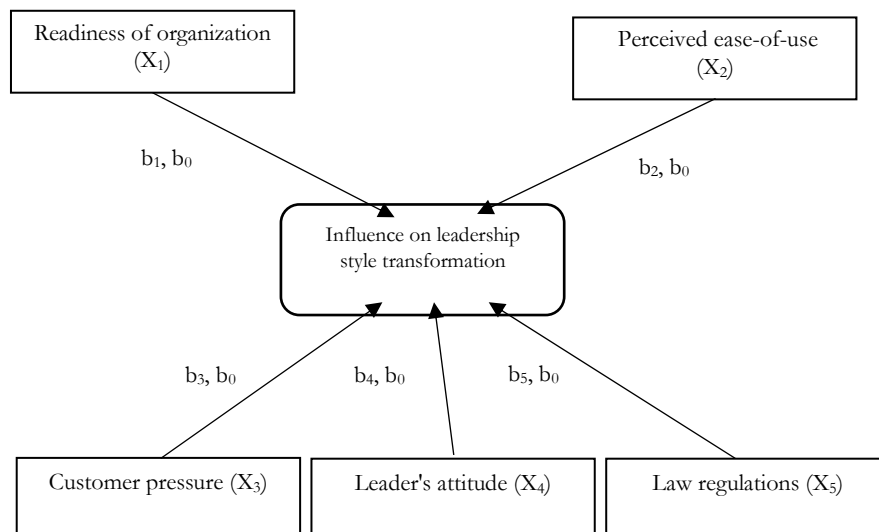 Readiness of organization
(X₁)
Perceived ease-of-use
(X₂)
b₁, b₀
b₂, b₀
Influence on leadership
style transformation
b₃, b₀
b₄, b₀
b₅, b₀
Customer pressure (X₃)
Leader's attitude (X₄)
Law regulations (X₅)